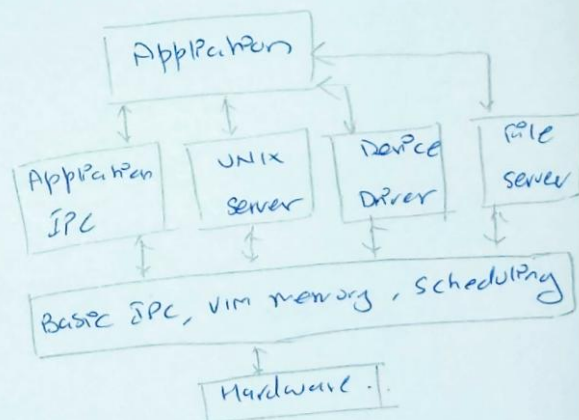 Application
Application
IPC
UNIX
Server
Device
Driver
File
Server
Basic IPC, VIM memory, Scheduling
Hardware.